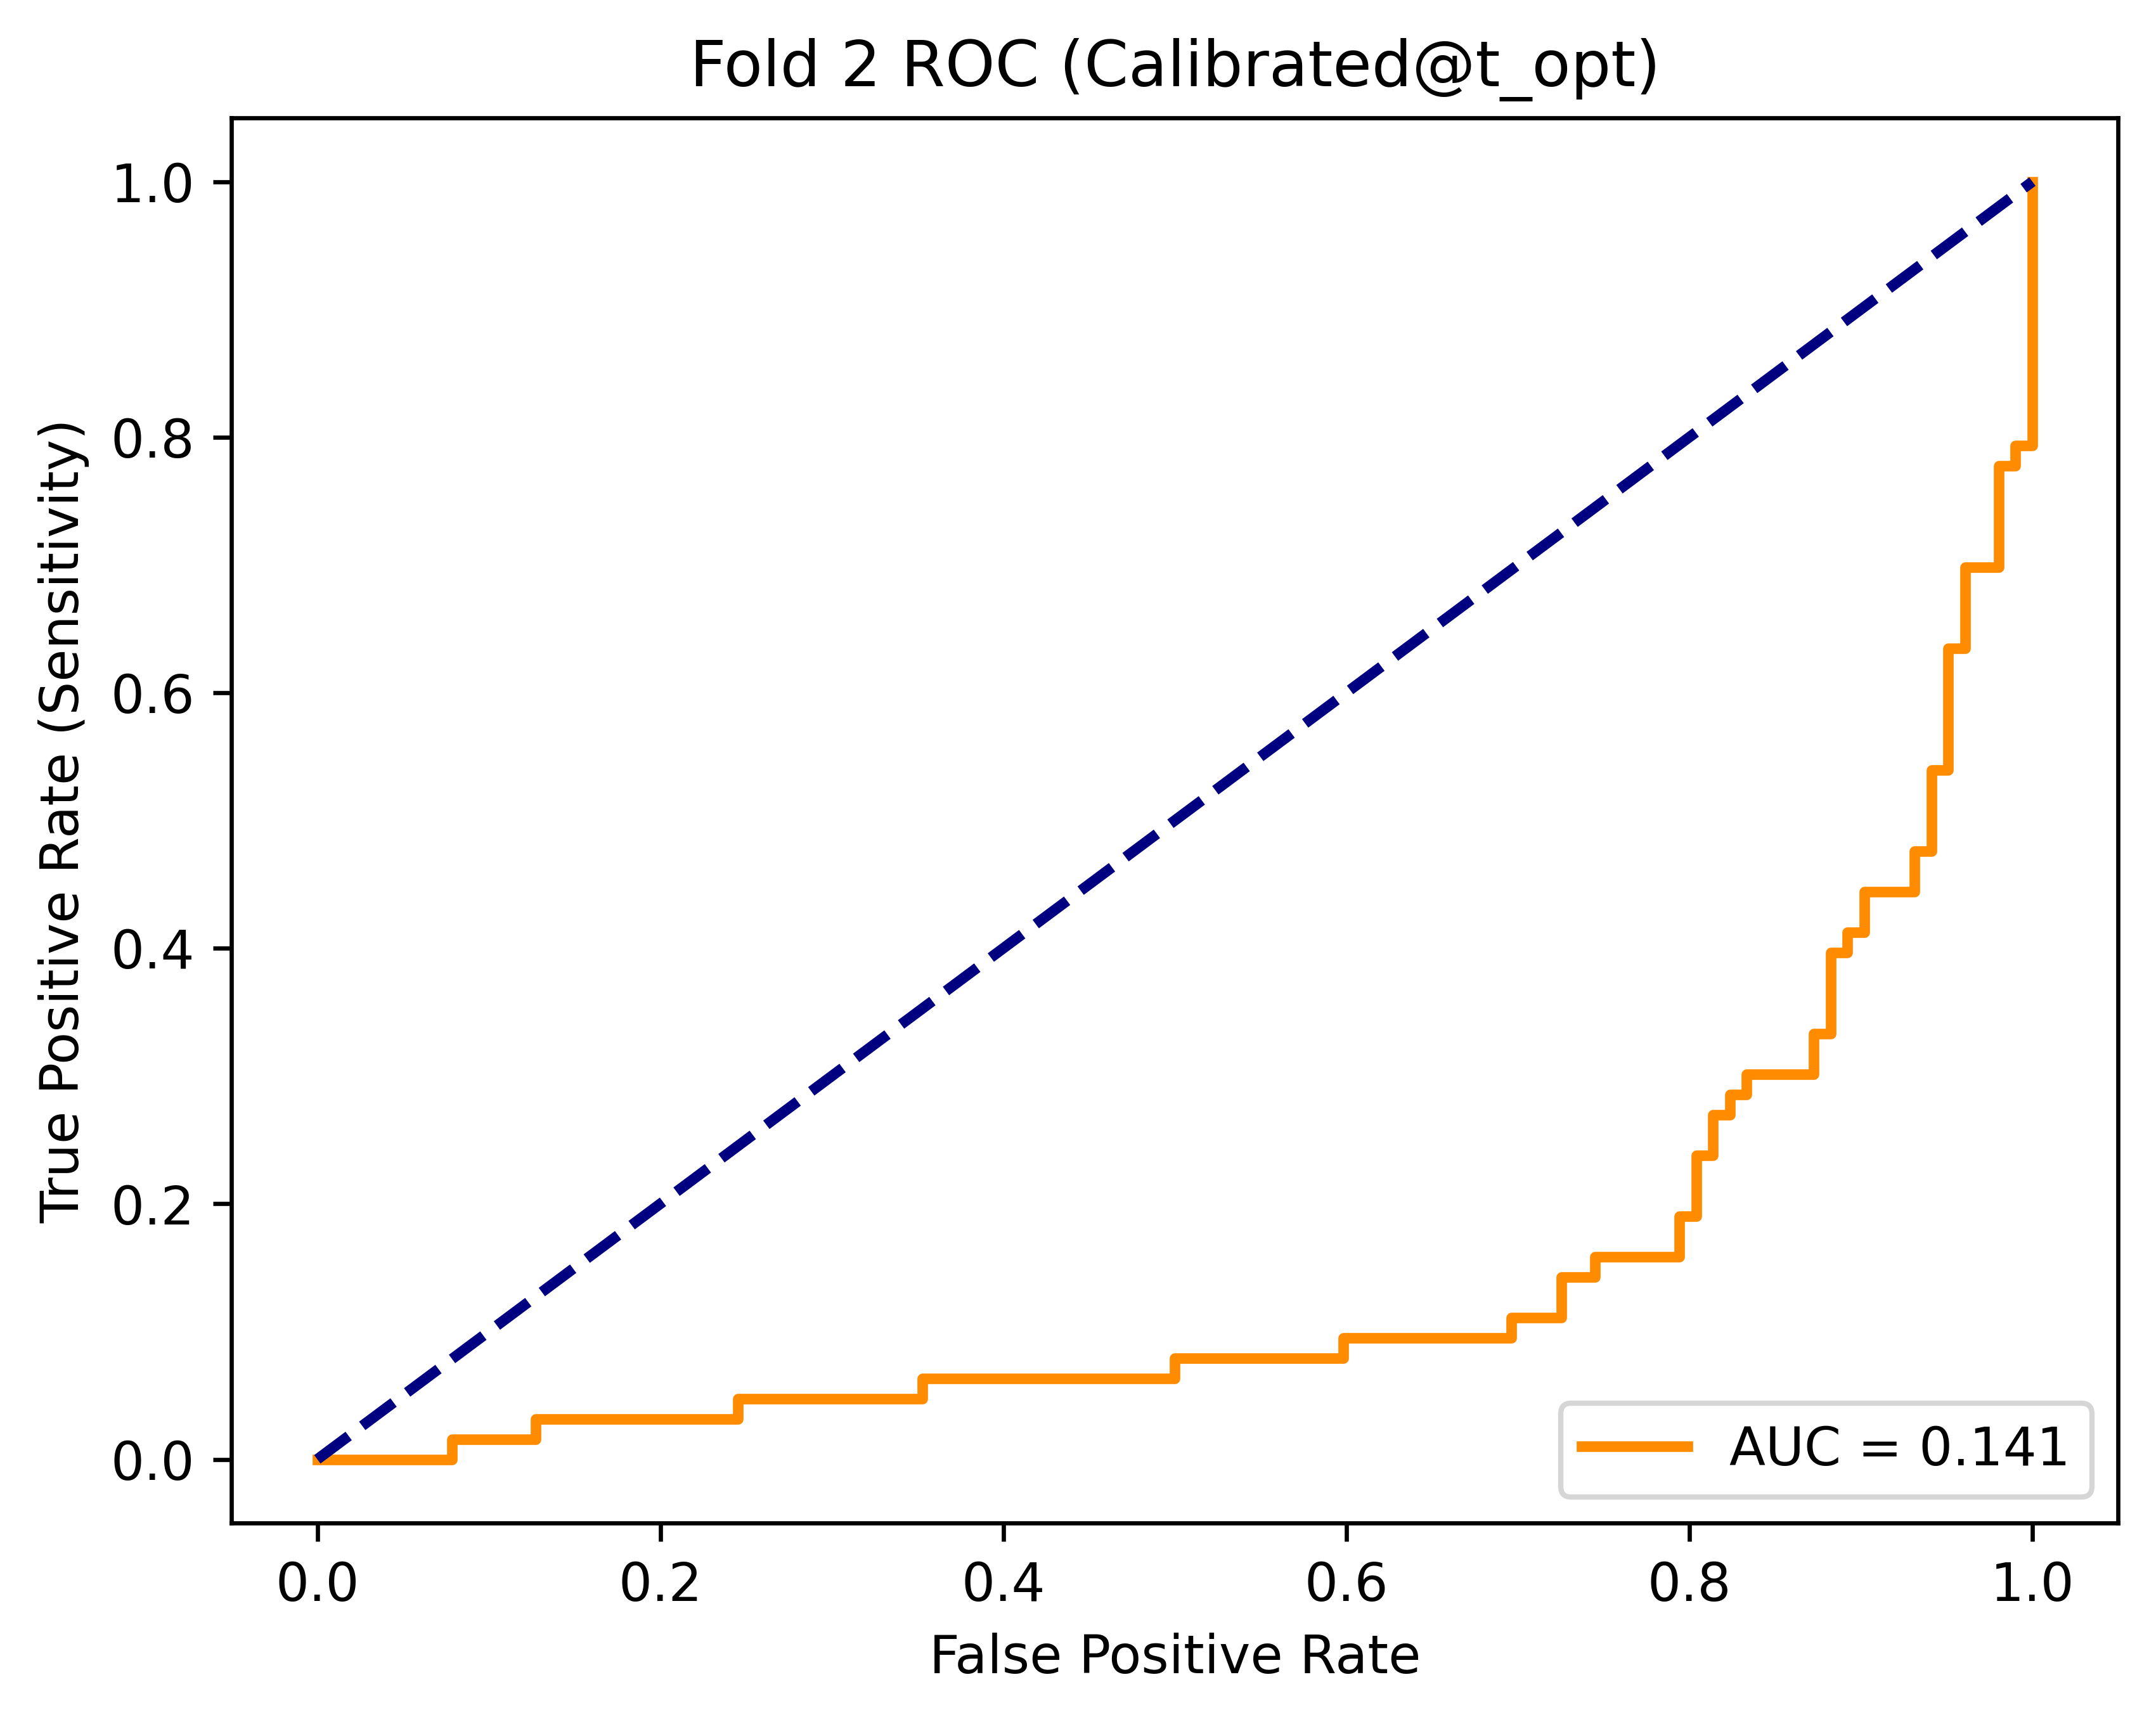 Fold 2 ROC (Calibrated@t_opt)
True Positive Rate (Sensitivity)
1.0
0.8
0.6
0.4
0.2
0.0
AUC = 0.141
0.0 0.2 0.4 0.6 0.8 1.0
False Positive Rate